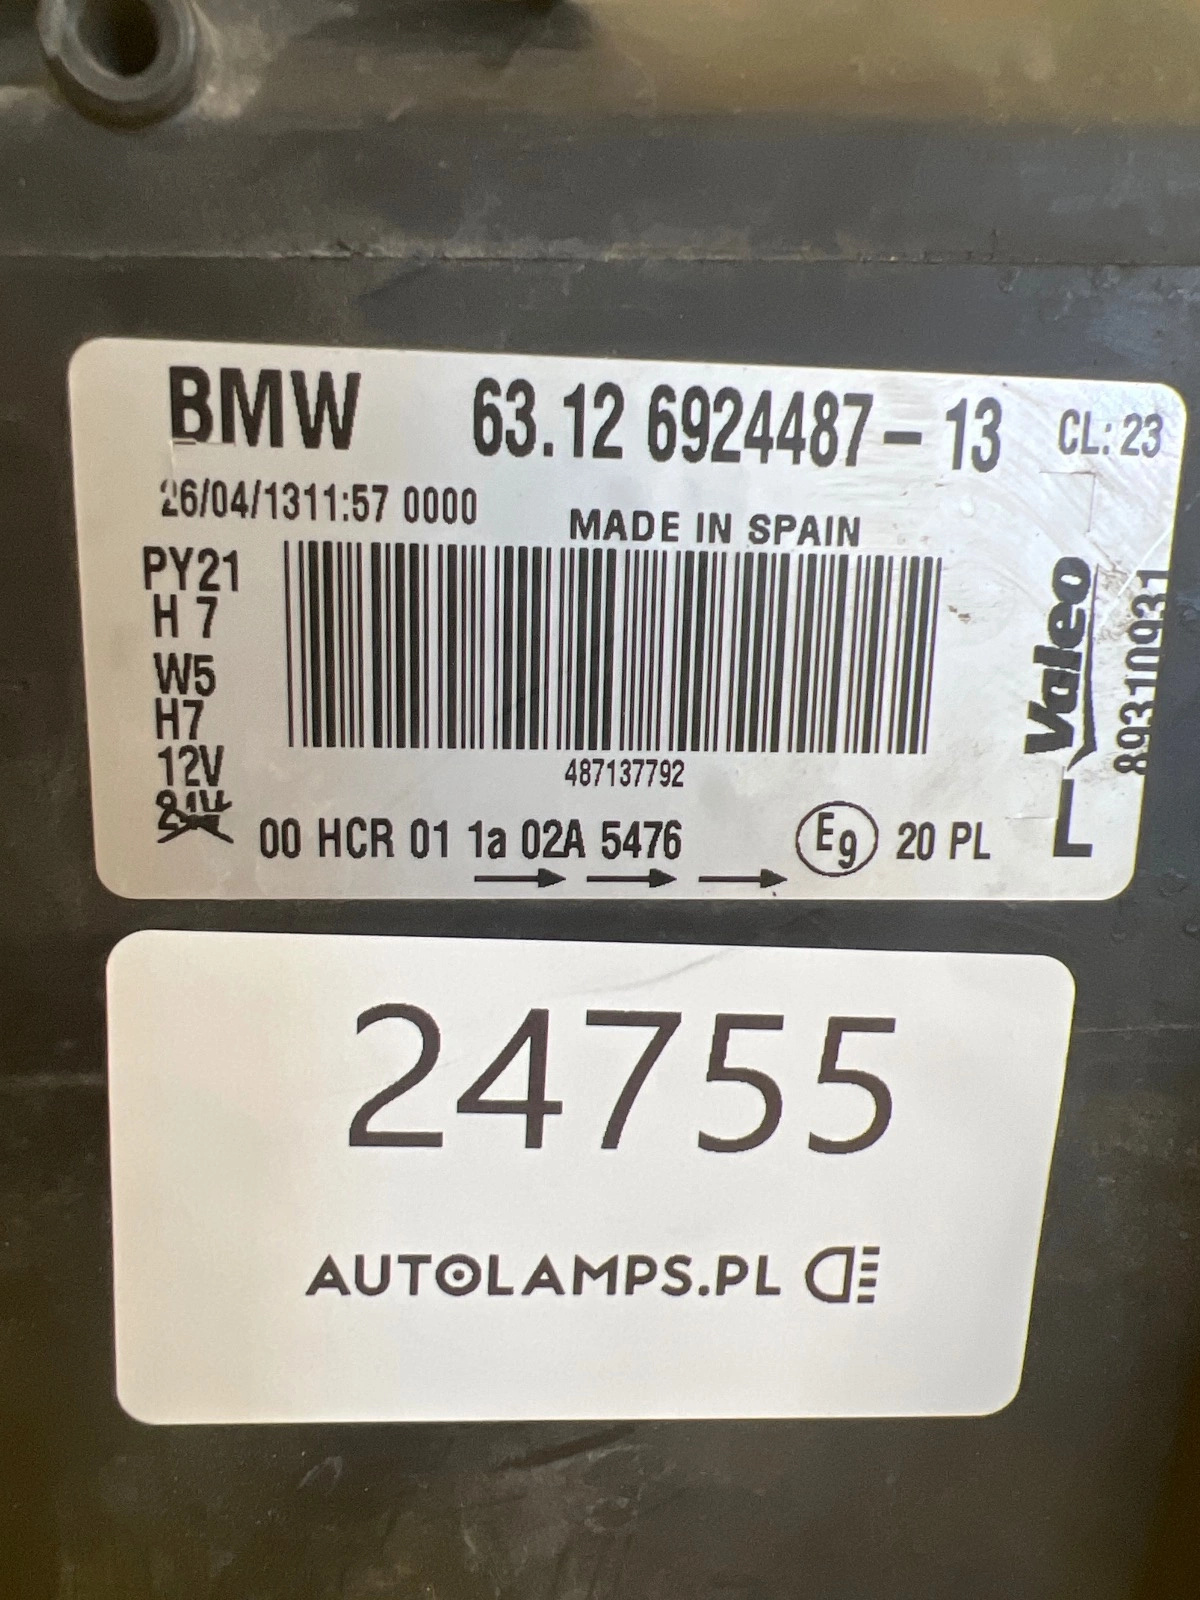 BMW 63.12 6924487-13 CL: 23
26/04/1311:57 0000
MADE IN SPAIN
PY21
H 7
W5
H7
12V
24V
487137792
00 HCR 01 1a 02A 5476 E9 20 PL
Valeo
89310931
L
24755
AUTOLAMPS.PL